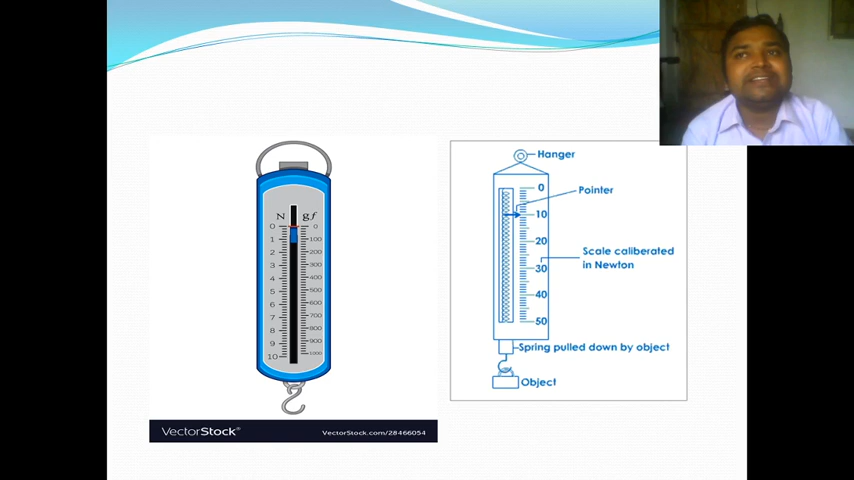 N gf
0 0
1 100
2 200
3 300
4 400
5 500
6 600
7 700
8 800
9 900
10 1000
VectorStock®
VectorStock.com/28466054
Hanger
0
Pointer
10
20
Scale caliberated
in Newton
30
40
50
Spring pulled down by object
Object